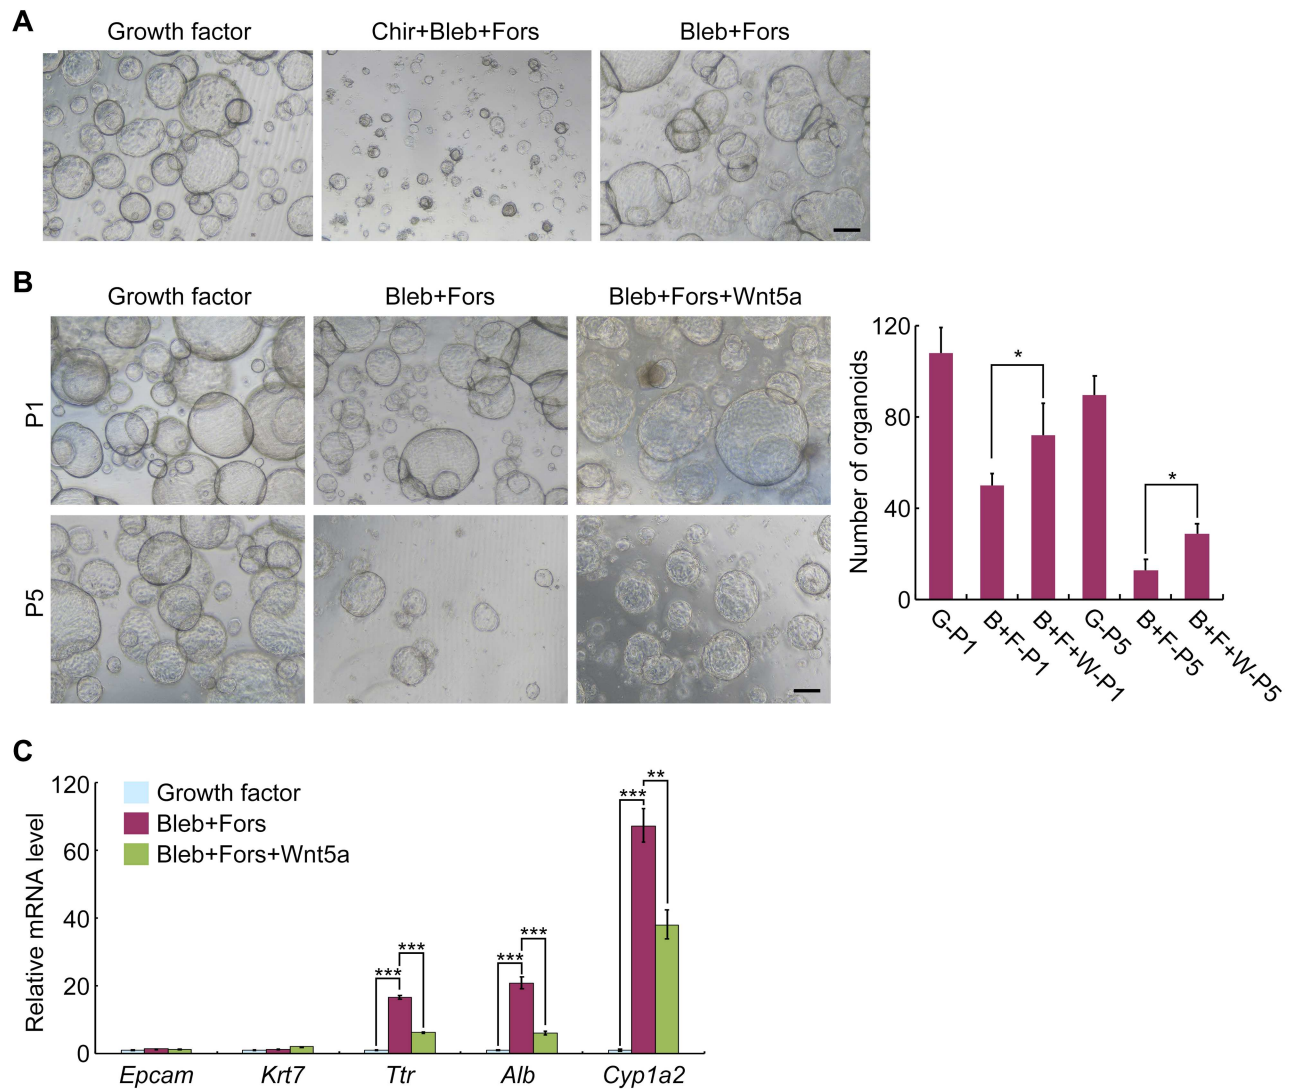 A
Growth factor
Chir+Bleb+Fors
Bleb+Fors
B
Growth factor
Bleb+Fors
Bleb+Fors+Wnt5a
P1
P5
Number of organoids
120
80
40
0
*
*
G-P1
B+F-P1
B+F+W-P1
G-P5
B+F-P5
B+F+W-P5
C
Relative mRNA level
120
60
40
20
0
Growth factor
Bleb+Fors
Bleb+Fors+Wnt5a
***
***
***
***
***
**
Epcam
Krt7
Ttr
Alb
Cyp1a2